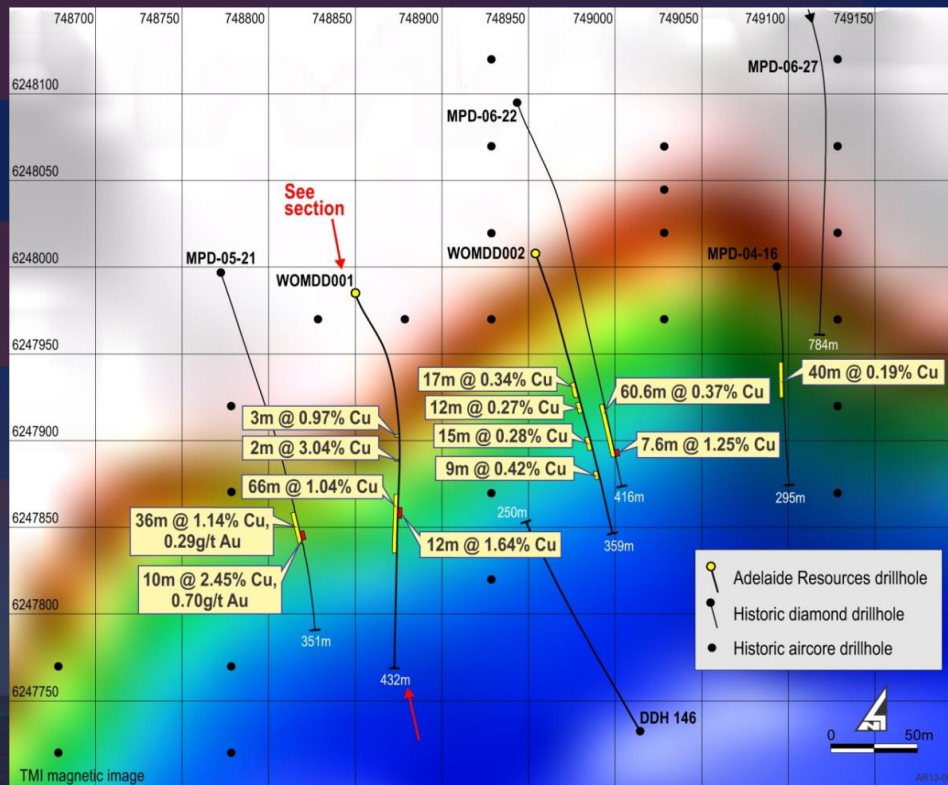 748700 748750 748800 748850 748900 748950 749000 749050 749100 749150
6248100
MPD-06-27
MPD-06-22
6248050
See
section
MPD-05-21
6248000
WOMDD001
WOMDD002
MPD-04-16
6247950
784m
17m @ 0.34% Cu
60.6m @ 0.37% Cu
40m @ 0.19% Cu
12m @ 0.27% Cu
3m @ 0.97% Cu
6247900
15m @ 0.28% Cu
7.6m @ 1.25% Cu
2m @ 3.04% Cu
9m @ 0.42% Cu
66m @ 1.04% Cu
416m
295m
250m
36m @ 1.14% Cu,
0.29g/t Au
6247850
12m @ 1.64% Cu
359m
10m @ 2.45% Cu,
0.70g/t Au
Adelaide Resources drillhole
Historic diamond drillhole
Historic aircore drillhole
6247800
351m
432m
6247750
DDH 146
N
0 50m
TMI magnetic image